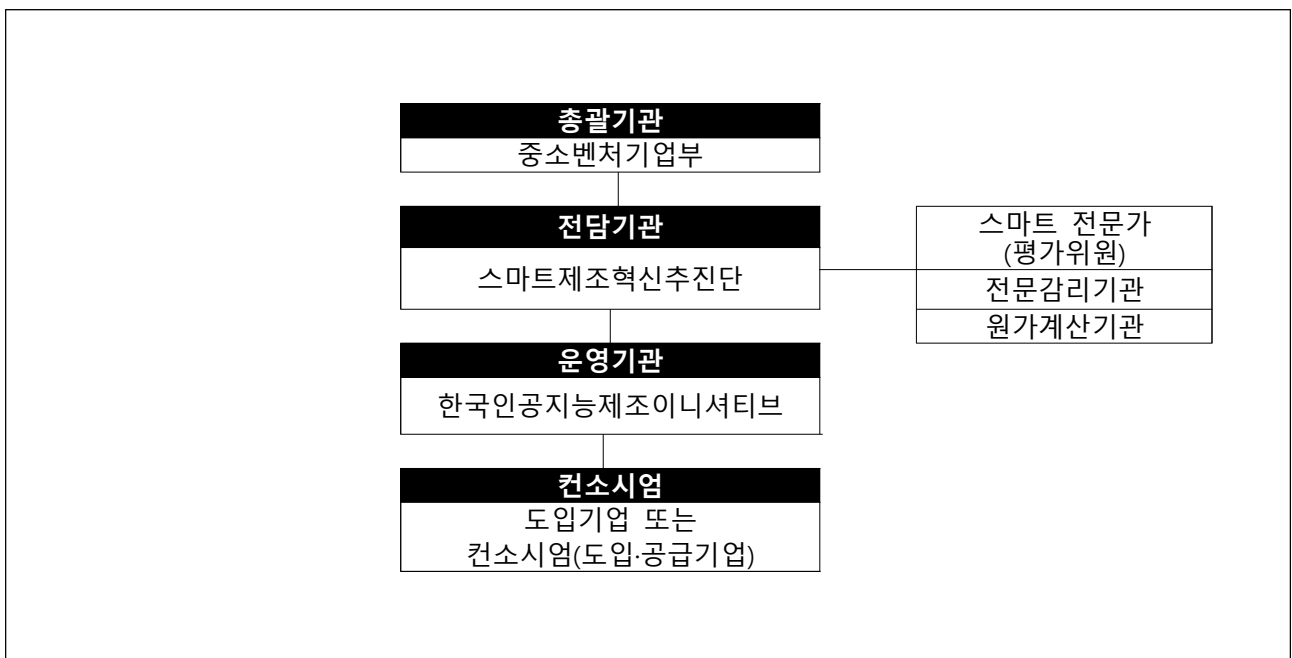 총괄기관
중소벤처기업부
전담기관
스마트제조혁신추진단
스마트 전문가
(평가위원)
전문감리기관
원가계산기관
운영기관
한국인공지능제조이니셔티브
컨소시엄
도입기업 또는
컨소시엄(도입·공급기업)